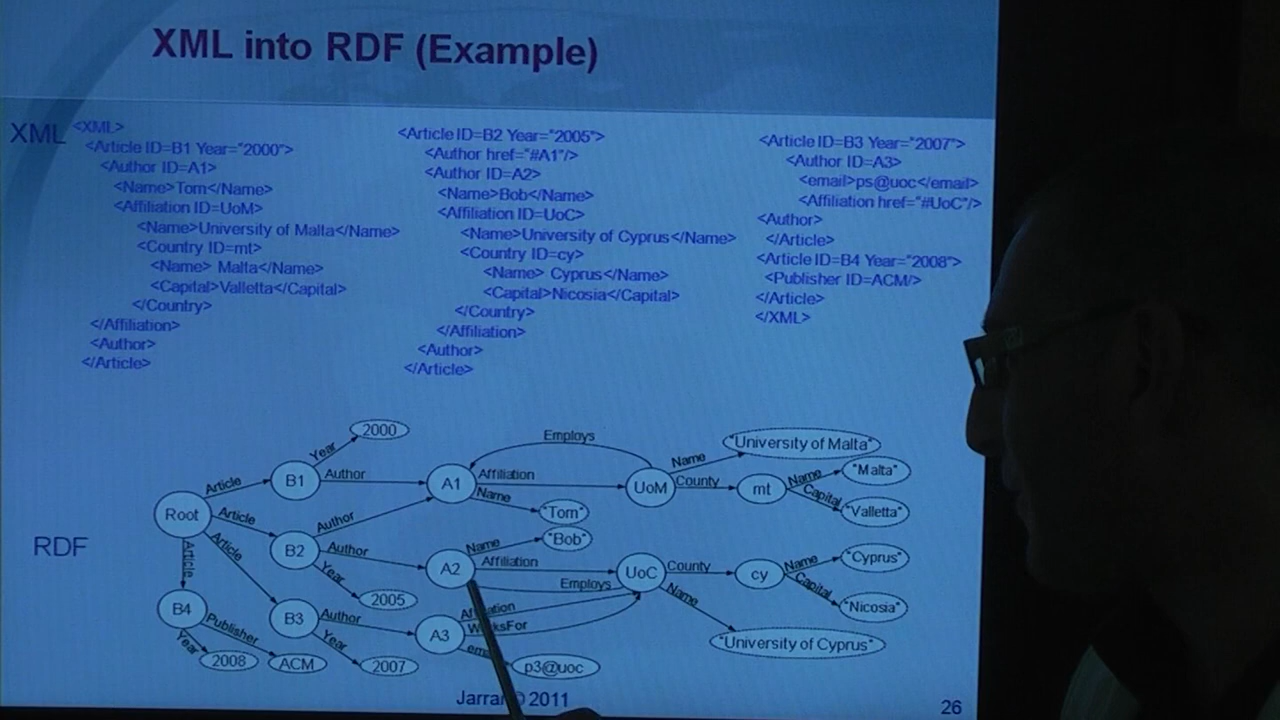 XML into RDF (Example)
XML
<XML>
<Article ID=B1 Year="2000">
<Author ID=A1>
<Name>Tom</Name>
<Affiliation ID=UoM>
<Name>University of Malta</Name>
<Country ID=mt>
<Name> Malta</Name>
<Capital>Valletta</Capital>
</Country>
</Affiliation>
<Author>
</Article>
<Article ID=B2 Year="2005">
<Author href="#A1"/>
<Author ID=A2>
<Name>Bob</Name>
<Affiliation ID=UoC>
<Name>University of Cyprus</Name>
<Country ID=cy>
<Name> Cyprus</Name>
<Capital>Nicosia</Capital>
</Country>
</Affiliation>
<Author>
</Article>
<Article ID=B3 Year="2007">
<Author ID=A3>
<email>ps@uoc</email>
<Affiliation href="#UoC"/>
<Author>
</Article>
<Article ID=B4 Year="2008">
<Publisher ID=ACM/>
</Article>
</XML>
RDF
Root
Article
B1
Year
2000
Author
A1
Employs
Affiliation
Name
"Tom"
UoM
Name
"University of Malta"
County
mt
Name
"Malta"
Capital
"Valletta"
Article
B2
Author
Author
Year
2005
A2
Name
"Bob"
Affiliation
Employs
UoC
County
cy
Name
"Cyprus"
Capital
"Nicosia"
Name
"University of Cyprus"
Article
B3
Author
Year
2007
A3
p3@uoc
Article
B4
Publisher
ACM
Year
2008
© 2011
26